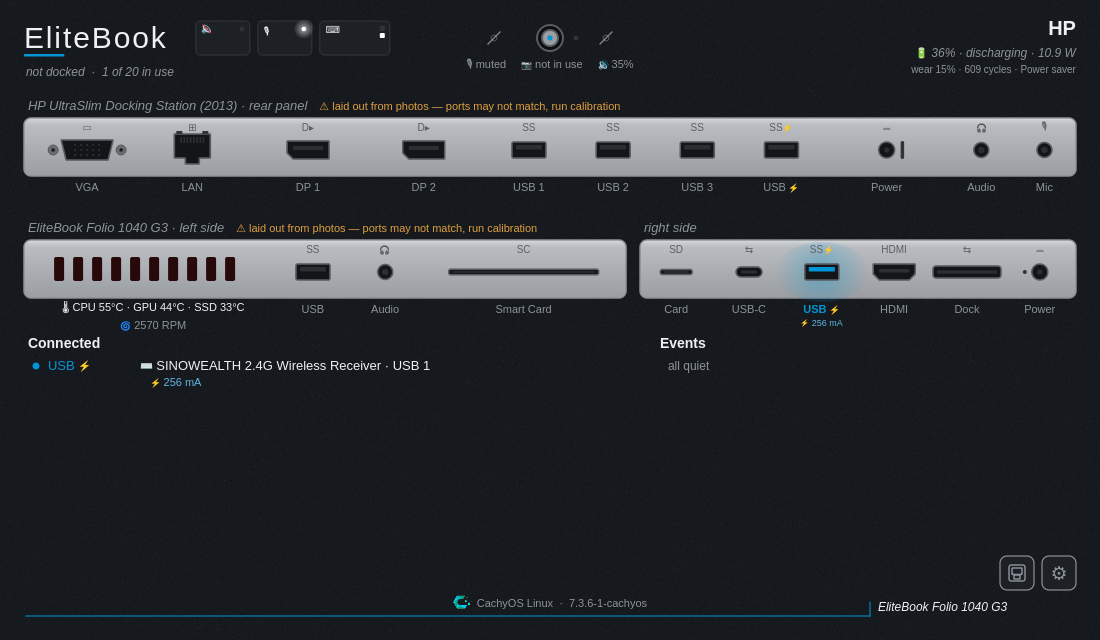 EliteBook
not docked · 1 of 20 in use
muted
not in use
35%
HP
36% · discharging · 10.9 W
wear 15% · 609 cycles · Power saver
HP UltraSlim Docking Station (2013) · rear panel ⚠ laid out from photos — ports may not match, run calibration
D▸ D▸ SS SS SS SS⚡
VGA LAN DP 1 DP 2 USB 1 USB 2 USB 3 USB ⚡ Power Audio Mic
EliteBook Folio 1040 G3 · left side ⚠ laid out from photos — ports may not match, run calibration
right side
SS SC SD SS⚡ HDMI
CPU 55°C · GPU 44°C · SSD 33°C
2570 RPM
USB Audio Smart Card
Card USB-C USB ⚡ HDMI Dock Power
⚡ 256 mA
Connected
USB ⚡ SINOWEALTH 2.4G Wireless Receiver · USB 1
⚡ 256 mA
Events
all quiet
CachyOS Linux · 7.3.6-1-cachyos
EliteBook Folio 1040 G3